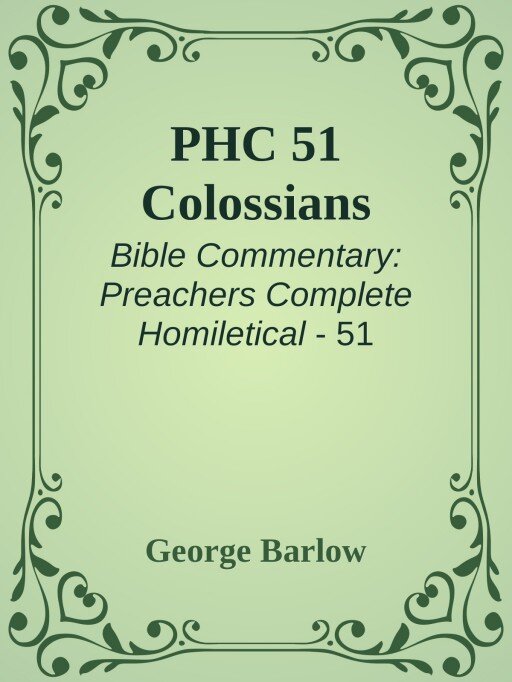 PHC 51
Colossians
Bible Commentary:
Preachers Complete
Homiletical - 51
George Barlow